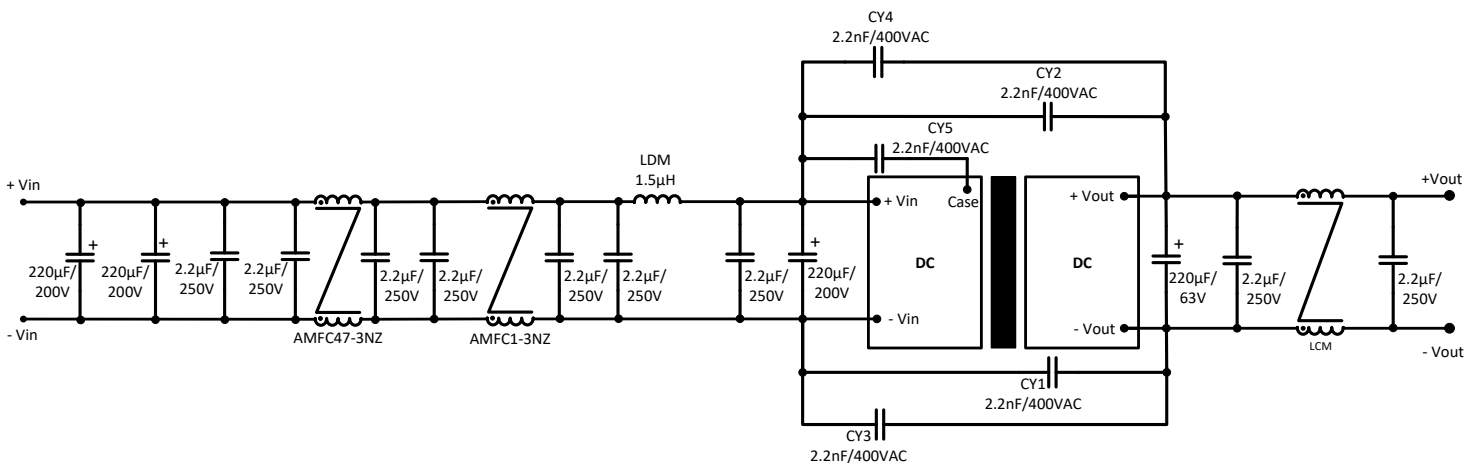 CY4
2.2nF/400VAC
CY2
2.2nF/400VAC
CY5
2.2nF/400VAC
LDM
1.5µH
+ Vin
+ Vin
Case
+ Vout
+Vout
+
220µF/
200V
+
220µF/
200V
2.2µF/
250V
2.2µF/
250V
2.2µF/
250V
2.2µF/
250V
2.2µF/
250V
2.2µF/
250V
2.2µF/
250V
+
220µF/
200V
DC
DC
+
220µF/
63V
2.2µF/
250V
2.2µF/
250V
- Vin
- Vin
- Vout
- Vout
AMFC47-3NZ
AMFC1-3NZ
LCM
CY1
2.2nF/400VAC
CY3
2.2nF/400VAC